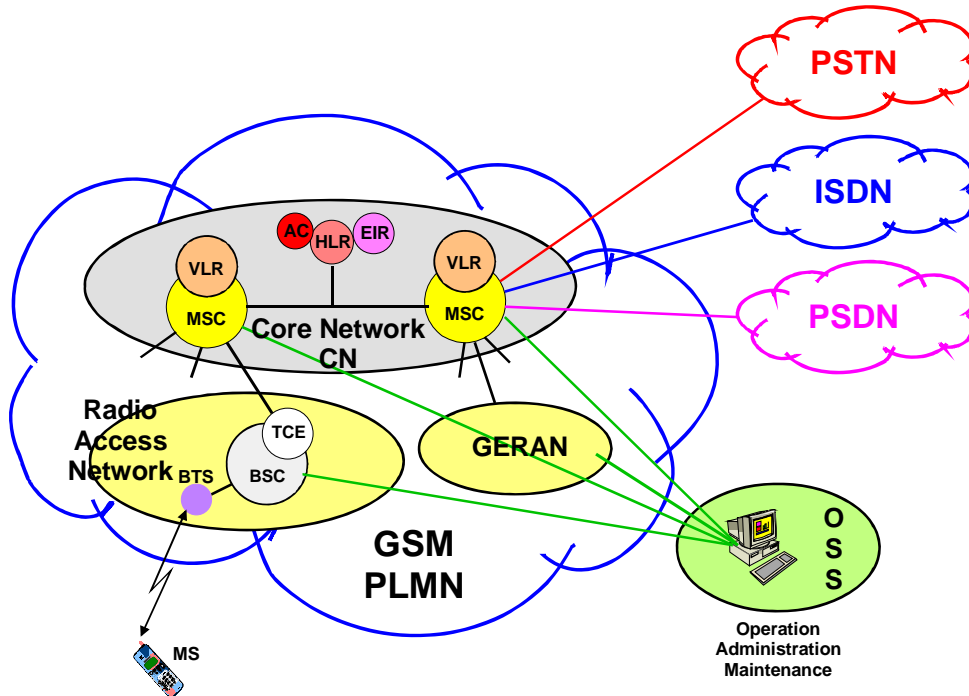 PSTN
ISDN
PSDN
AC
HLR
EIR
VLR
MSC
VLR
MSC
Core Network
CN
Radio
Access
Network
TCE
BSC
BTS
GERAN
GSM
PLMN
O
S
S
Operation
Administration
Maintenance
MS